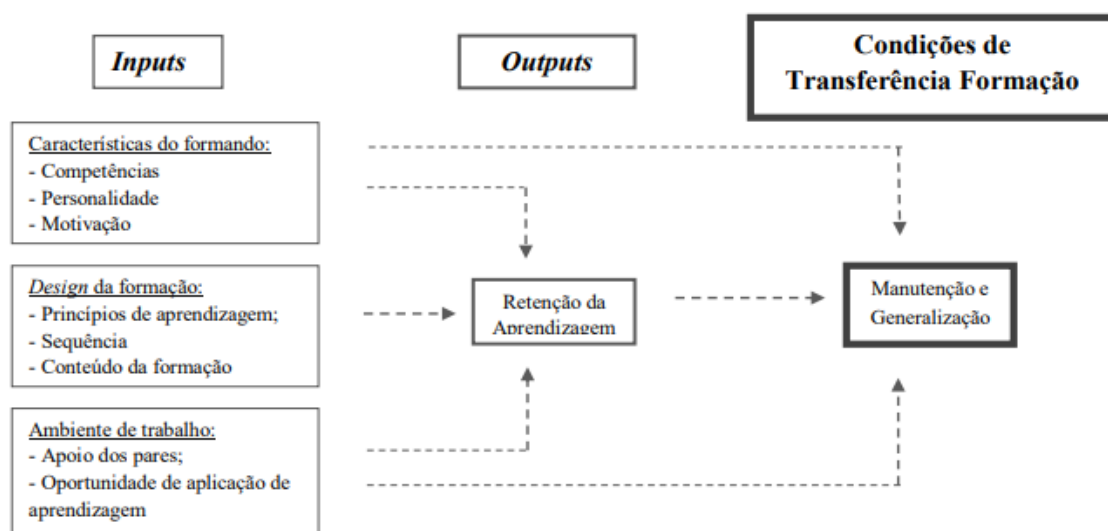 Inputs
Outputs
Condições de
Transferência Formação
Características do formando:
- Competências
- Personalidade
- Motivação
Design da formação:
- Princípios de aprendizagem;
- Sequência
- Conteúdo da formação
Retenção da
Aprendizagem
Manutenção e
Generalização
Ambiente de trabalho:
- Apoio dos pares;
- Oportunidade de aplicação de
aprendizagem